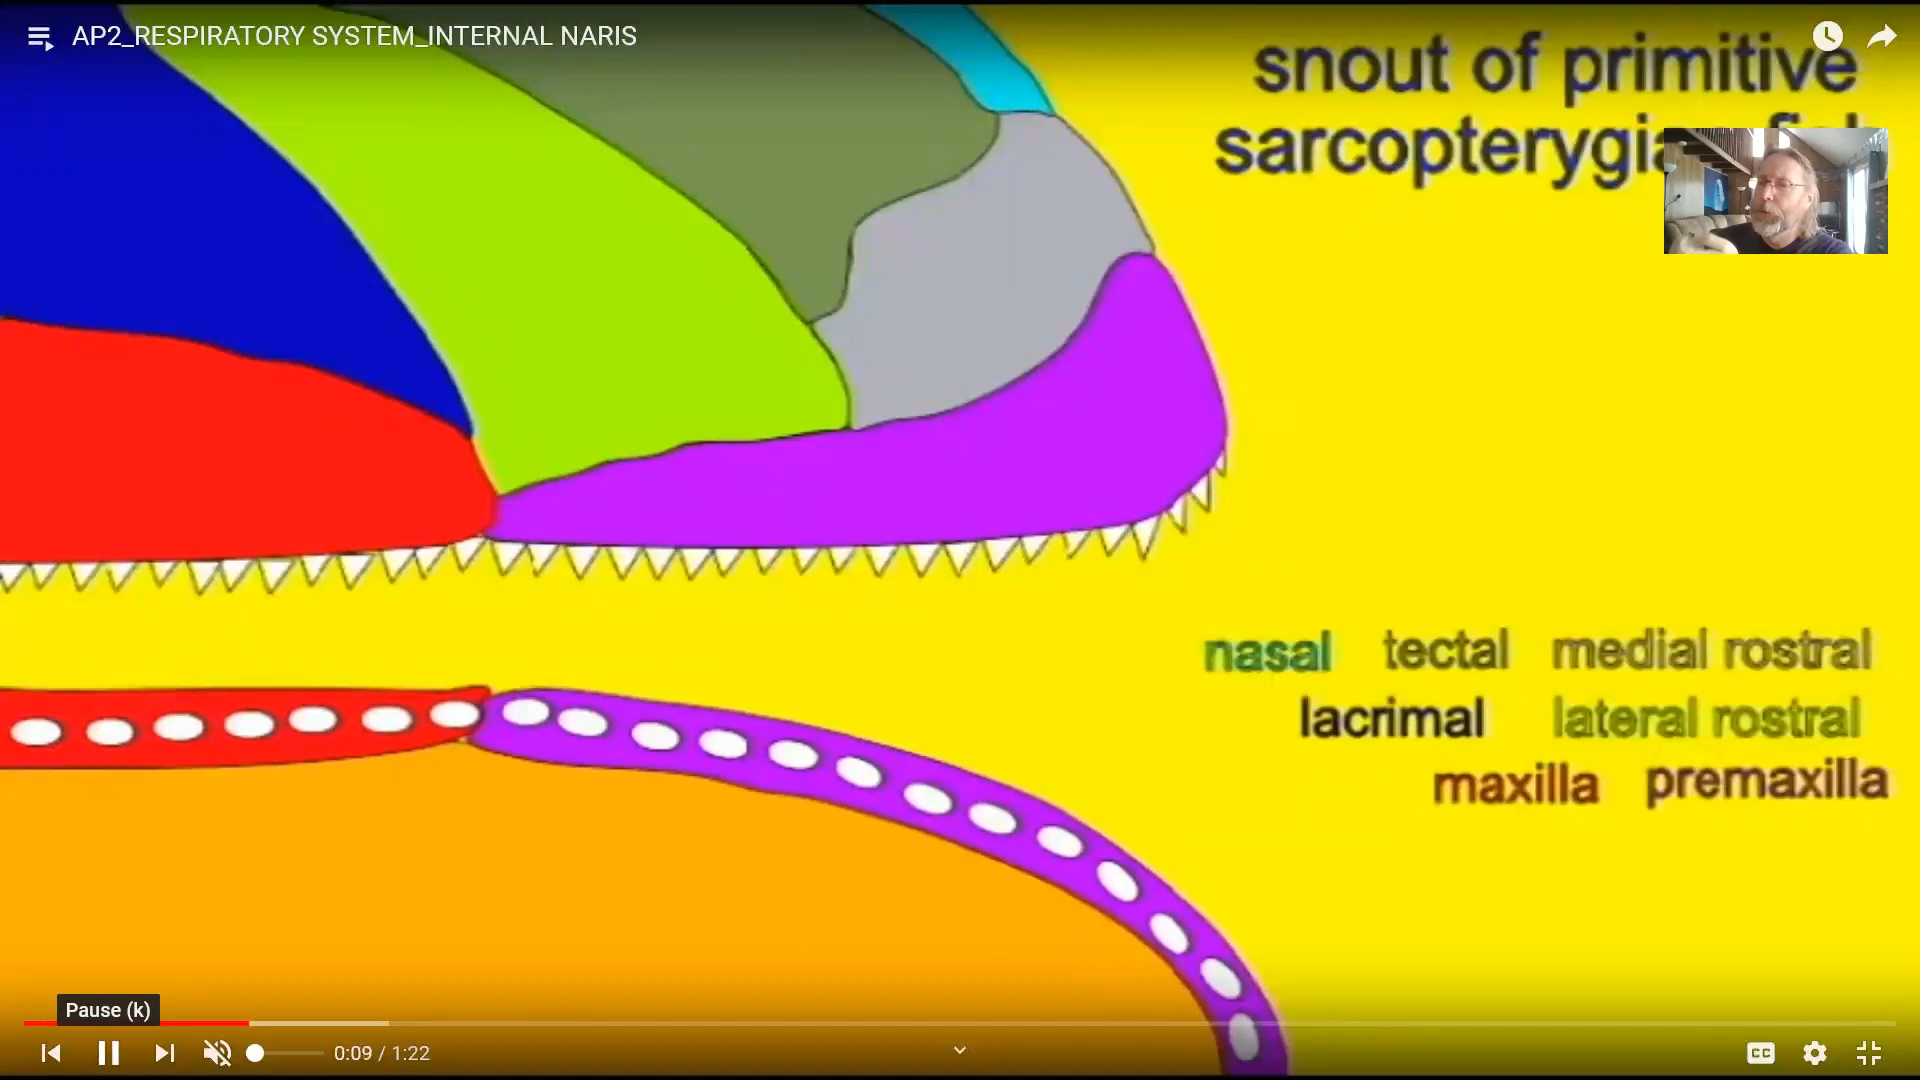 AP2_RESPIRATORY SYSTEM_INTERNAL NARIS
snout of primitive
nasal tectal medial rostral
lacrimal lateral rostral
maxilla premaxilla
Pause (k)
0:09 / 1:22
CC